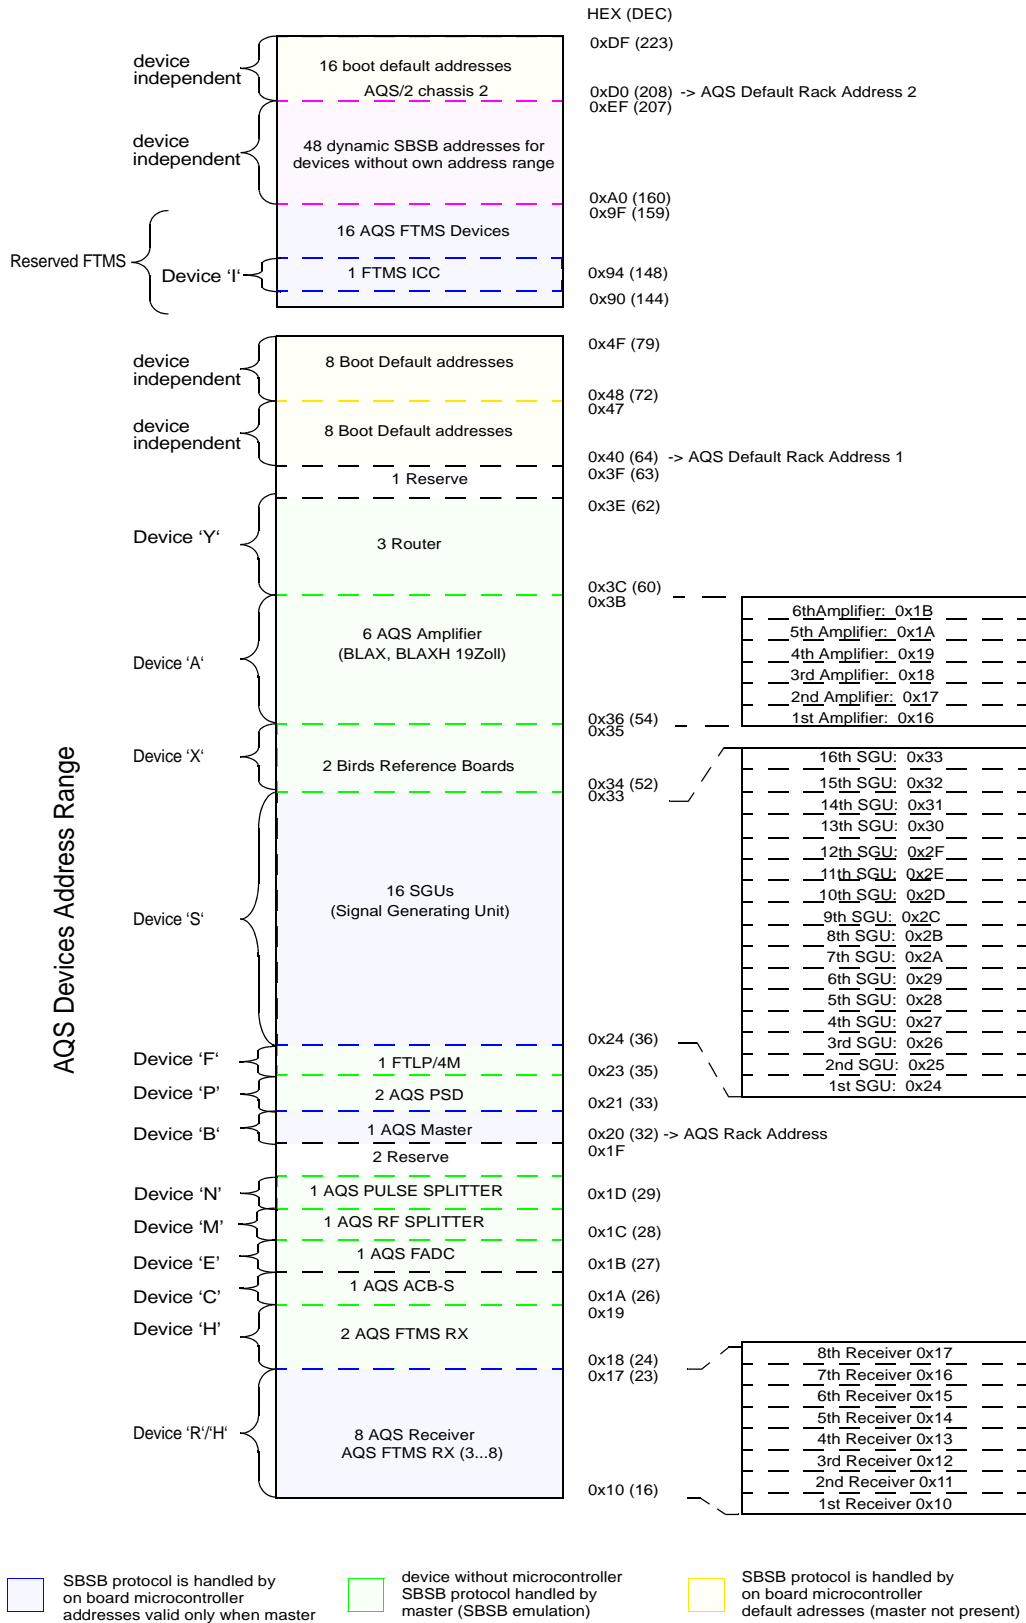 HEX (DEC)
0xDF (223)
device
independent
16 boot default addresses
AQS/2 chassis 2
0xD0 (208) -> AQS Default Rack Address 2
0xEF (207)
device
independent
48 dynamic SBSB addresses for
devices without own address range
0xA0 (160)
0x9F (159)
16 AQS FTMS Devices
Reserved FTMS
Device 'I'
1 FTMS ICC
0x94 (148)
0x90 (144)
0x4F (79)
device
independent
8 Boot Default addresses
0x48 (72)
0x47
device
independent
8 Boot Default addresses
0x40 (64) -> AQS Default Rack Address 1
0x3F (63)
1 Reserve
0x3E (62)
Device ‘Y’
3 Router
0x3C (60)
0x3B
6 AQS Amplifier
(BLAX, BLAXH 19Zoll)
Device ‘A’
0x36 (54)
0x35
6thAmplifier: 0x1B
5th Amplifier: 0x1A
4th Amplifier: 0x19
3rd Amplifier: 0x18
2nd Amplifier: 0x17
1st Amplifier: 0x16
Device ‘X’
2 Birds Reference Boards
0x34 (52)
0x33
AQS Devices Address Range
Device ‘S’
16 SGUs
(Signal Generating Unit)
16th SGU: 0x33
15th SGU: 0x32
14th SGU: 0x31
13th SGU: 0x30
12th SGU: 0x2F
11th SGU: 0x2E
10th SGU: 0x2D
9th SGU: 0x2C
8th SGU: 0x2B
7th SGU: 0x2A
6th SGU: 0x29
5th SGU: 0x28
4th SGU: 0x27
3rd SGU: 0x26
2nd SGU: 0x25
1st SGU: 0x24
0x24 (36)
Device ‘F’
1 FTLP/4M
0x23 (35)
Device ‘P’
2 AQS PSD
0x21 (33)
Device ‘B’
1 AQS Master
0x20 (32) -> AQS Rack Address
0x1F
2 Reserve
Device ‘N’
1 AQS PULSE SPLITTER
0x1D (29)
Device ‘M’
1 AQS RF SPLITTER
0x1C (28)
Device ‘E’
1 AQS FADC
0x1B (27)
Device ‘C’
1 AQS ACB-S
0x1A (26)
0x19
Device ‘H’
2 AQS FTMS RX
0x18 (24)
0x17 (23)
Device ‘R’/‘H’
8 AQS Receiver
AQS FTMS RX (3...8)
0x10 (16)
8th Receiver 0x17
7th Receiver 0x16
6th Receiver 0x15
5th Receiver 0x14
4th Receiver 0x13
3rd Receiver 0x12
2nd Receiver 0x11
1st Receiver 0x10
SBSB protocol is handled by
on board microcontroller
addresses valid only when master
device without microcontroller
SBSB protocol handled by
master (SBSB emulation)
SBSB protocol is handled by
on board microcontroller
default adresses (master not present)